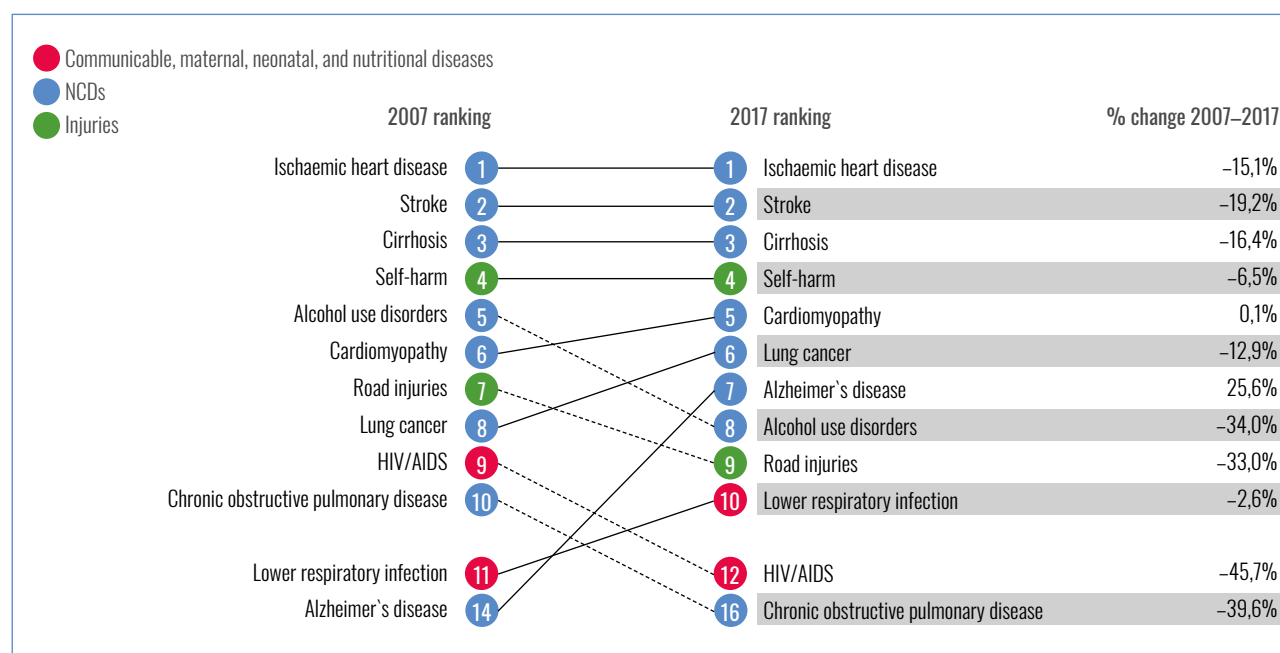 Communicable, maternal, neonatal, and nutritional diseases
NCDs
Injuries
2007 ranking 2017 ranking % change 2007–2017
Ischaemic heart disease 1 1 Ischaemic heart disease –15,1%
Stroke 2 2 Stroke –19,2%
Cirrhosis 3 3 Cirrhosis –16,4%
Self-harm 4 4 Self-harm –6,5%
Alcohol use disorders 5 5 Cardiomyopathy 0,1%
Cardiomyopathy 6 6 Lung cancer –12,9%
Road injuries 7 7 Alzheimer`s disease 25,6%
Lung cancer 8 8 Alcohol use disorders –34,0%
HIV/AIDS 9 9 Road injuries –33,0%
Chronic obstructive pulmonary disease 10 10 Lower respiratory infection –2,6%
Lower respiratory infection 11 12 HIV/AIDS –45,7%
Alzheimer`s disease 14 16 Chronic obstructive pulmonary disease –39,6%